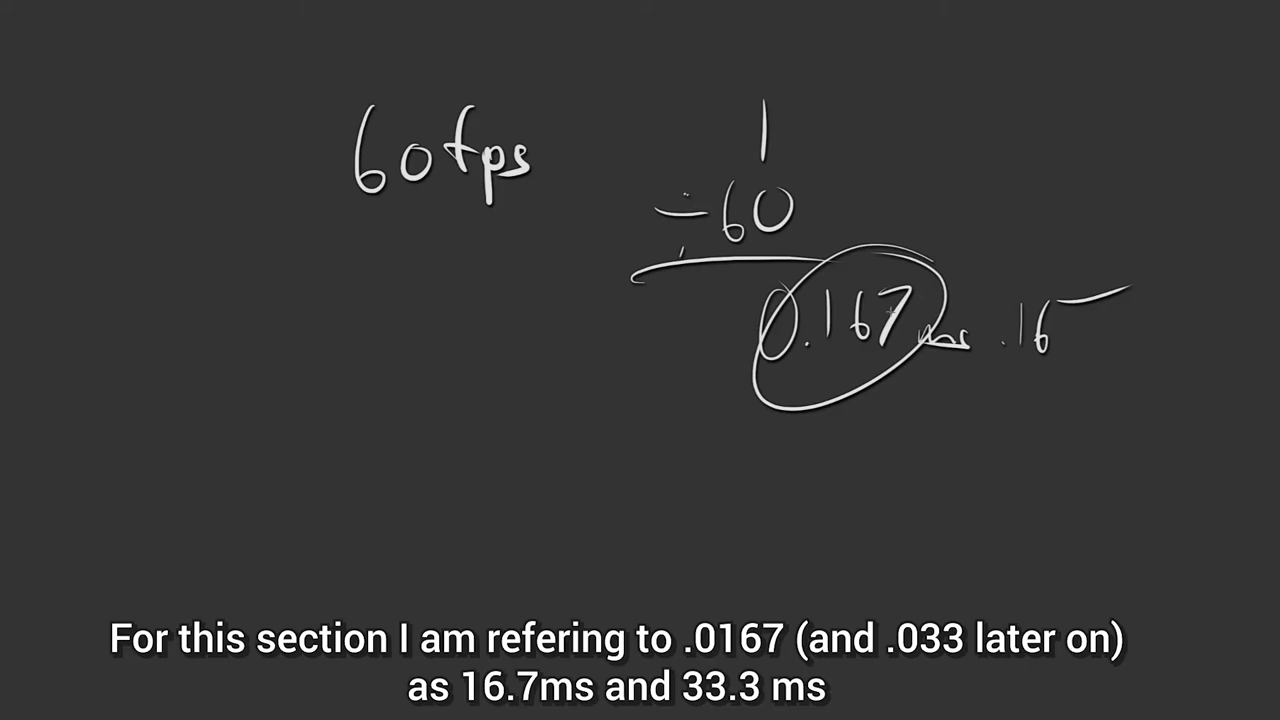 60fps
1
÷60
0.167 ms .16
For this section I am refering to .0167 (and .033 later on)
as 16.7ms and 33.3 ms